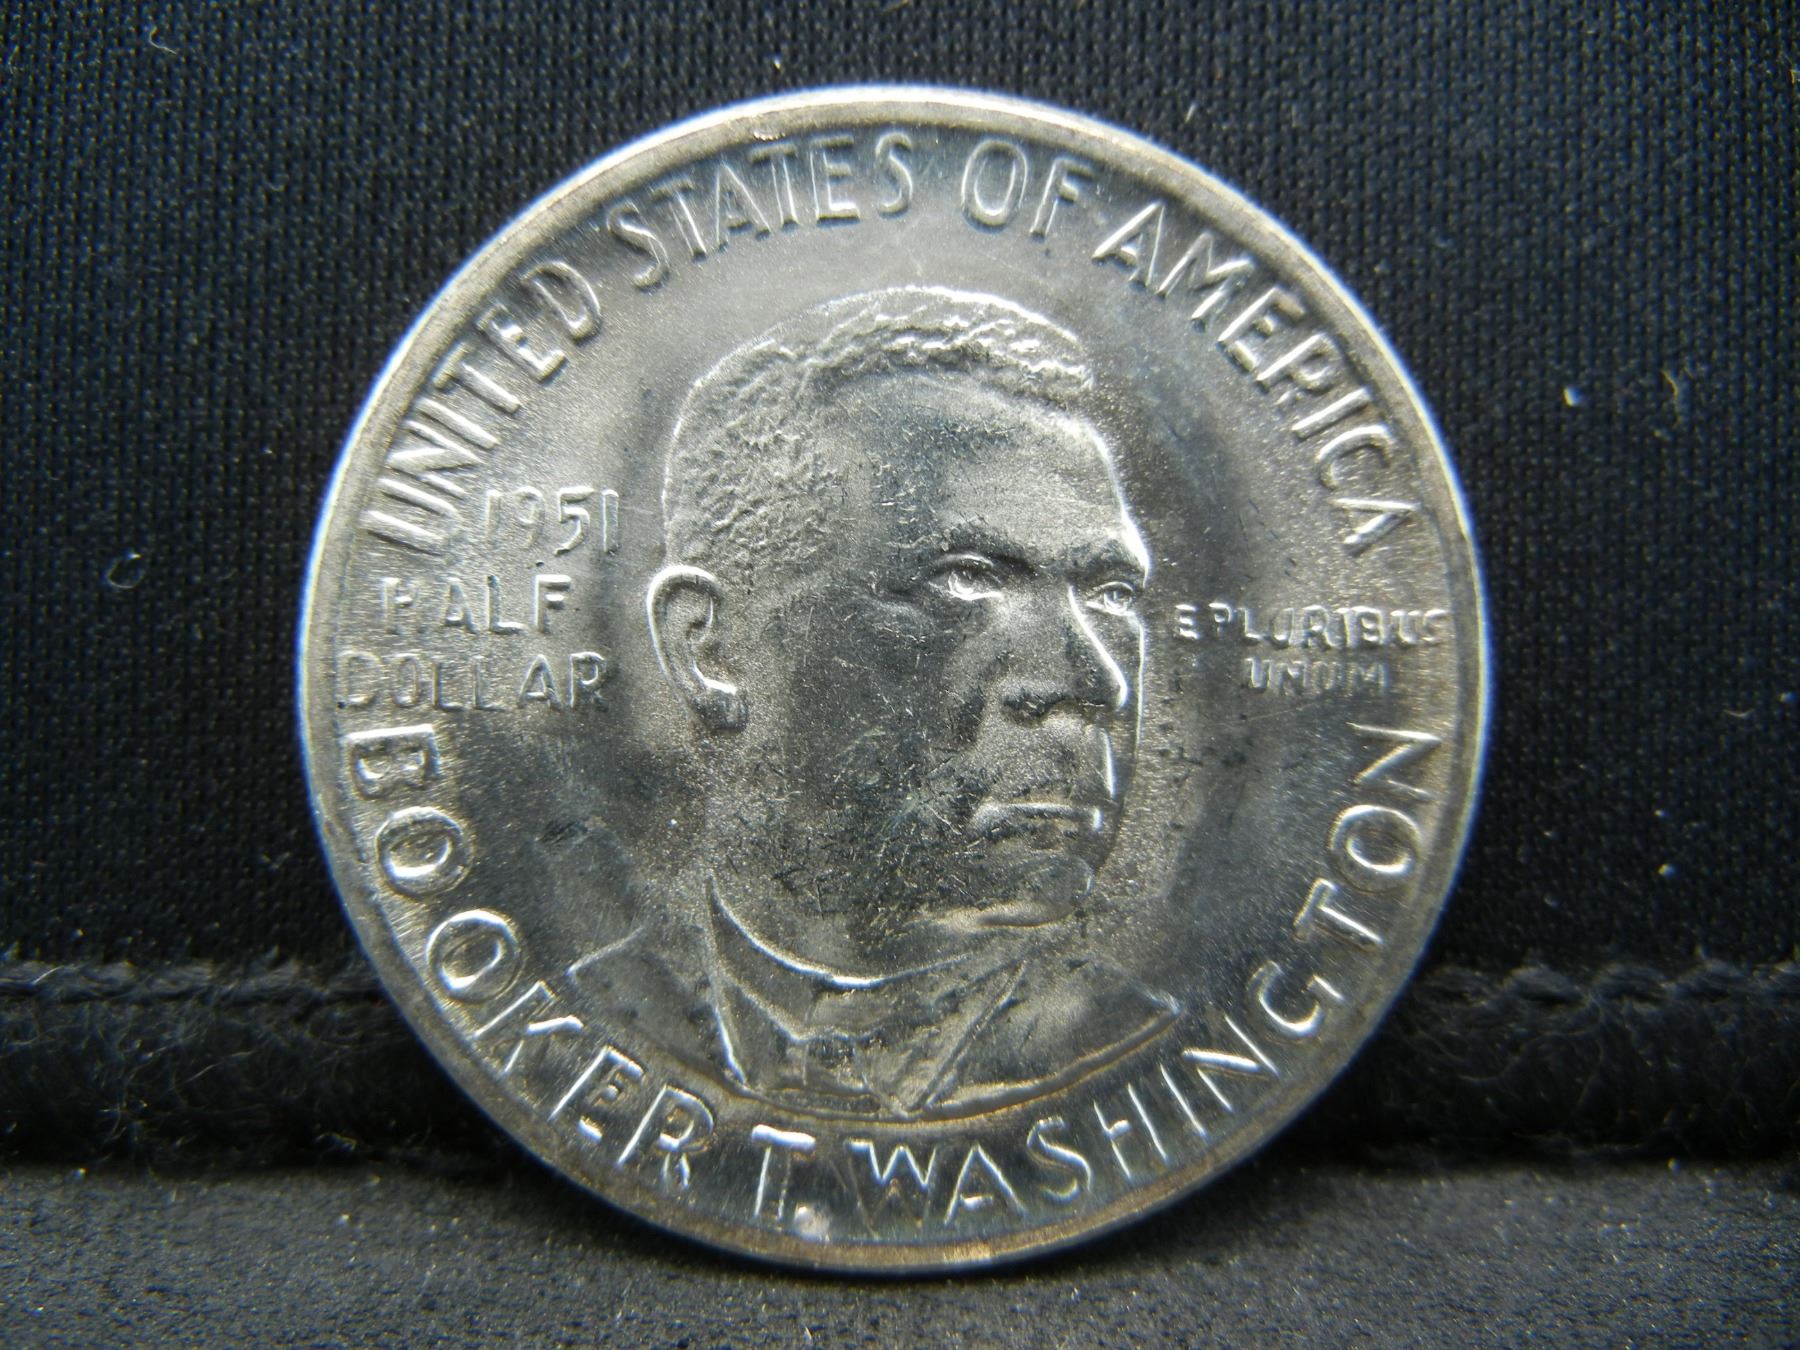 UNITED STATES OF AMERICA
1951
HALF
DOLLAR
E PLURIBUS
UNUM
BOOKER T. WASHINGTON